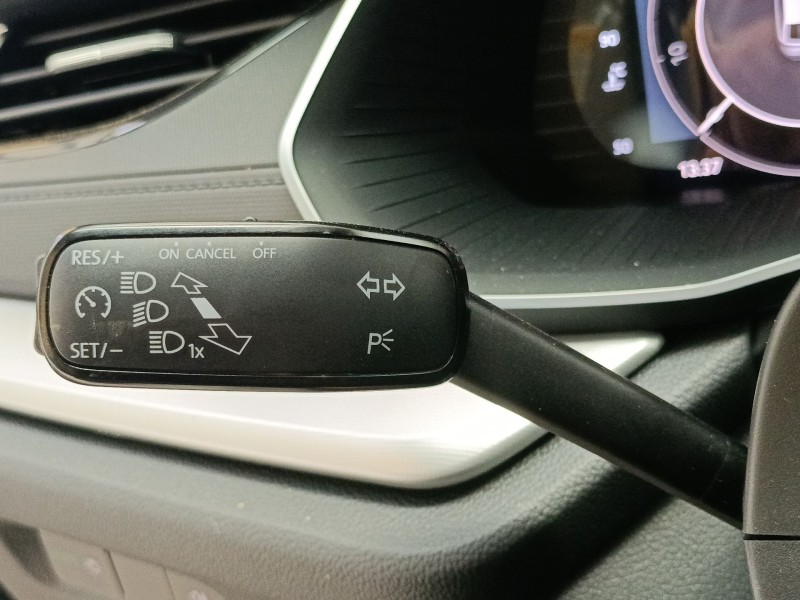 90
50
10
13:37
RES/+
ON CANCEL OFF
SET/−
1x
P